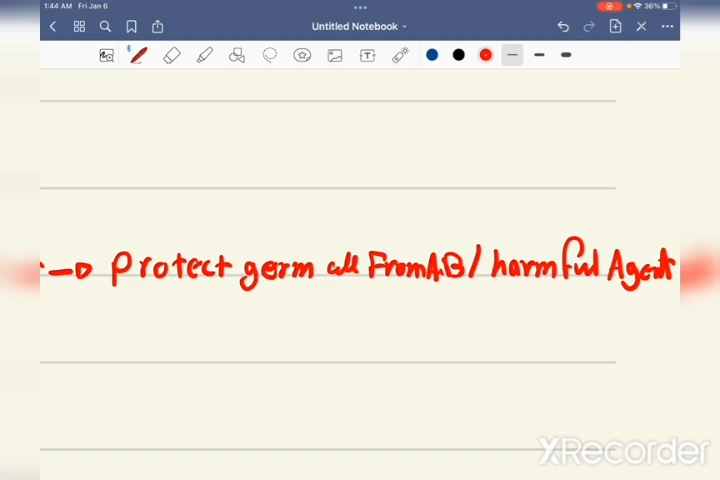 1:44 AM Fri Jan 6
36%
Untitled Notebook
Protect germ cell From A.B / harmful Agent
XRecorder